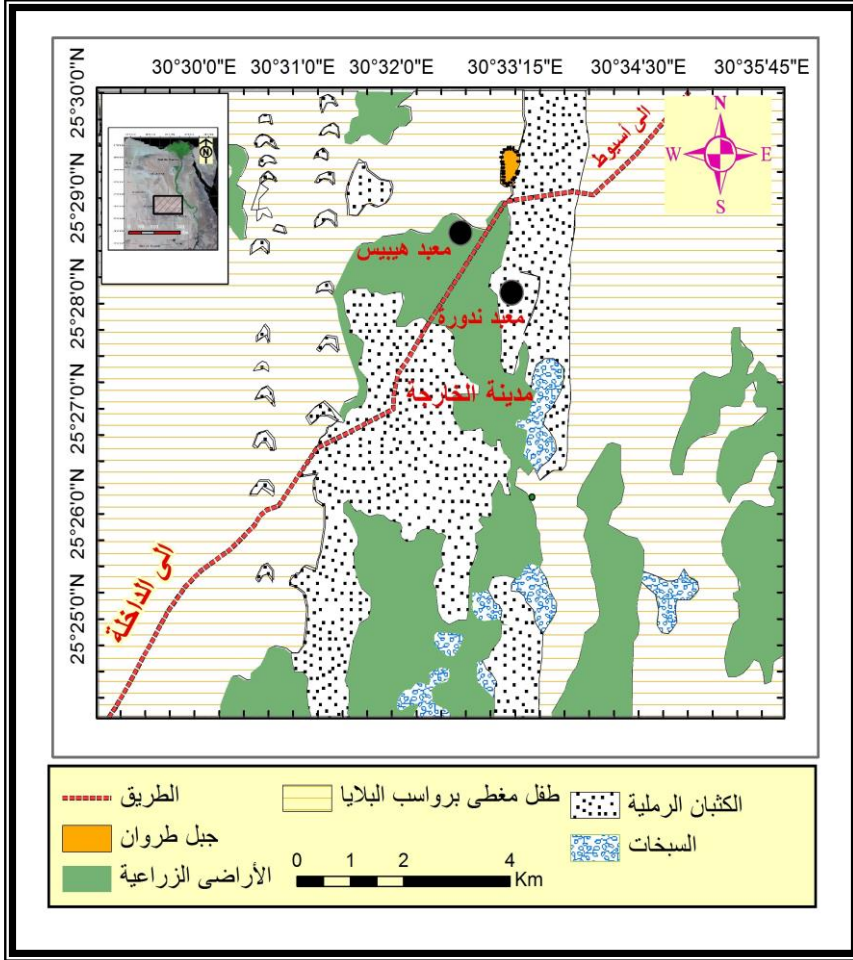 30°30'0"E 30°31'0"E 30°32'0"E 30°33'15"E 30°34'30"E 30°35'45"E
25°30'0"N
25°29'0"N
25°28'0"N
25°27'0"N
25°26'0"N
25°25'0"N
N
W E
S
N
الى أسيوط
معبد هيبيس
معبد ندورة
مدينة الخارجة
الى الداخلة
الطريق
طفل مغطى برواسب البلايا
الكثبان الرملية
جبل طروان
السبخات
الأراضى الزراعية
0 1 2 4
Km